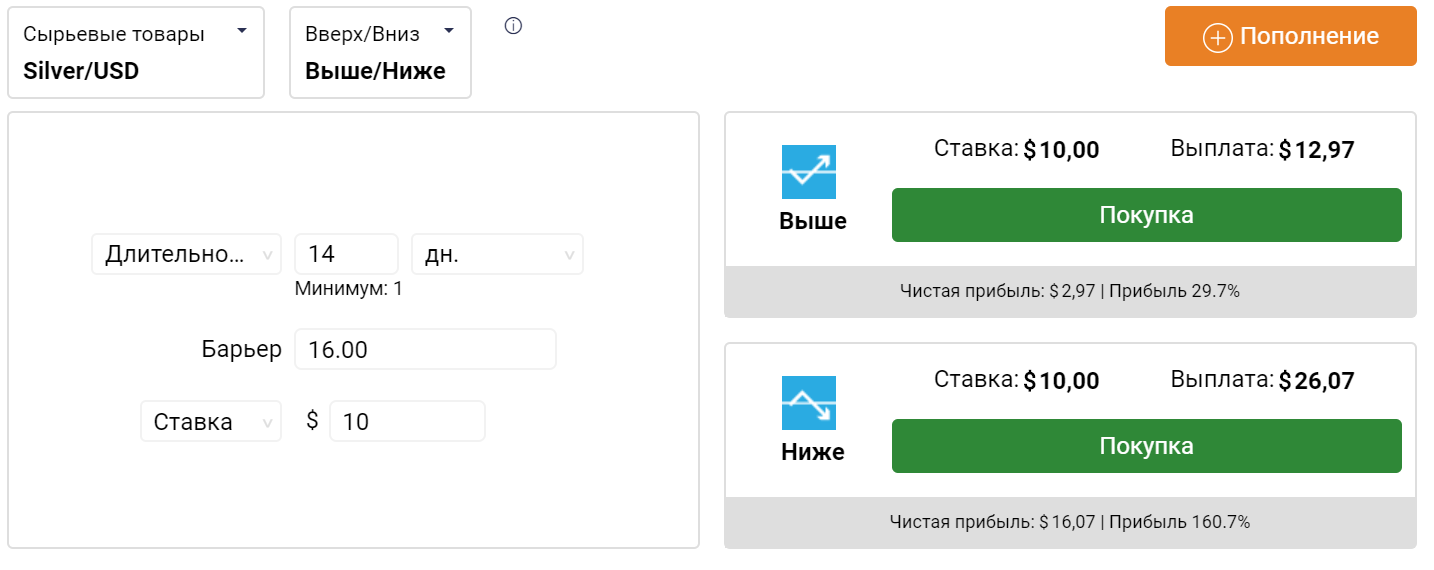 Сырьевые товары
Silver/USD
Вверх/Вниз
Выше/Ниже
Пополнение
Длительно...
14
дн.
Минимум: 1
Барьер
16.00
Ставка
$
10
Ставка: $10,00
Выплата: $12,97
Выше
Покупка
Чистая прибыль: $2,97 | Прибыль 29.7%
Ставка: $10,00
Выплата: $26,07
Ниже
Покупка
Чистая прибыль: $16,07 | Прибыль 160.7%